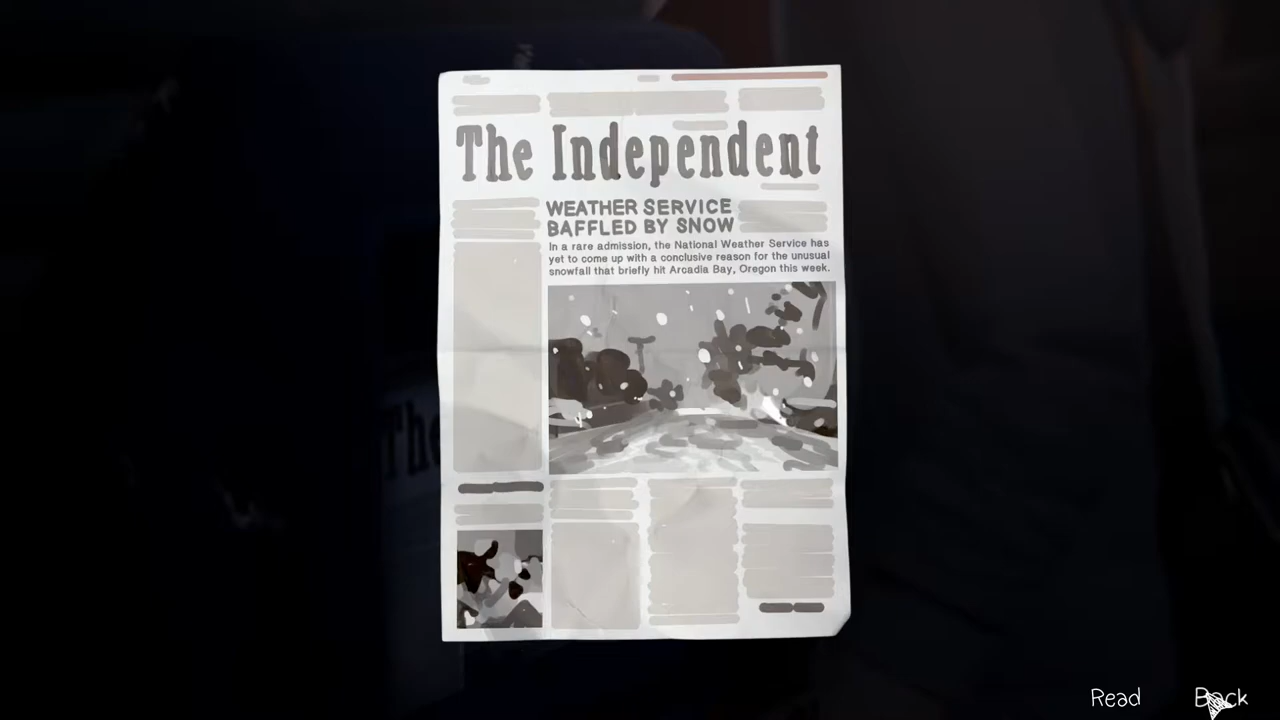 The Independent
WEATHER SERVICE
BAFFLED BY SNOW
In a rare admission, the National Weather Service has
yet to come up with a conclusive reason for the unusual
snowfall that briefly hit Arcadia Bay, Oregon this week.
The
Read
Back